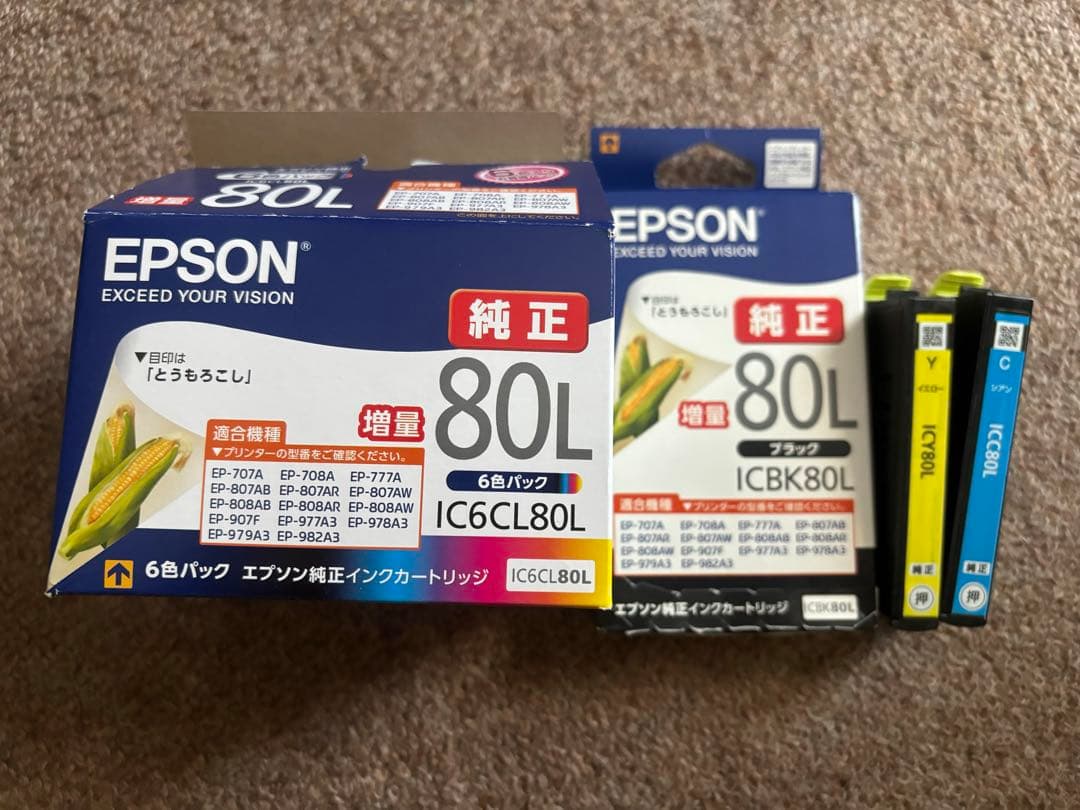 増量 80L
適合機種
EPSON®
EXCEED YOUR VISION
純正
▼目印は
「とうもろこし」
増量 80L
適合機種
▼プリンターの型番をご確認ください。
EP-707A EP-708A EP-777A
EP-807AB EP-807AR EP-807AW
EP-808AB EP-808AR EP-808AW
EP-907F EP-977A3 EP-978A3
EP-979A3 EP-982A3
6色パック
IC6CL80L
6色パック エプソン純正インクカートリッジ IC6CL80L
EPSON
EXCEED YOUR VISION
▼目印は
「とうもろこし」
純正
増量 80L
ブラック
ICBK80L
適合機種 ▼プリンターの型番をご確認ください。
EP-707A EP-708A EP-777A EP-807AB
EP-807AR EP-807AW EP-808AB EP-808AR
EP-808AW EP-907F EP-977A3 EP-978A3
EP-979A3 EP-982A3
エプソン純正インクカートリッジ ICBK80L
Y
イエロー
ICY80L
純正
押
C
シアン
ICC80L
純正
押